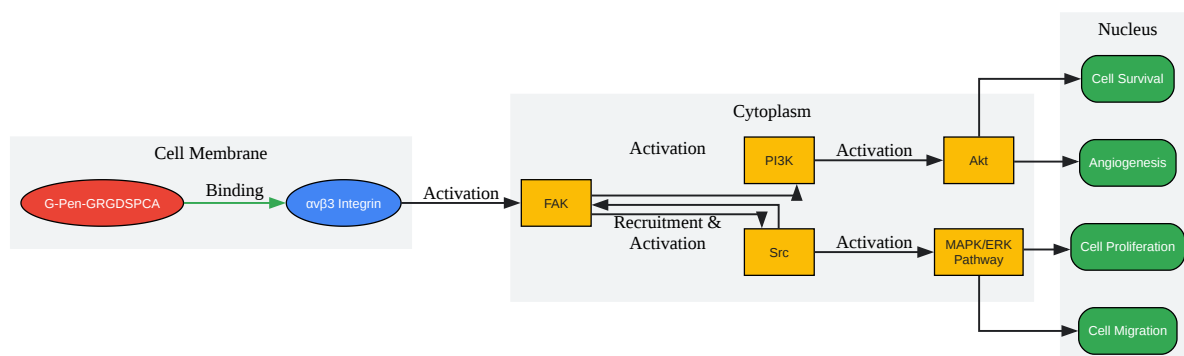 Nucleus
Cell Survival
Cytoplasm
Cell Membrane
Activation
PI3K
Activation
Akt
Angiogenesis
G-Pen-GRGDSPCA
Binding
αvβ3 Integrin
Activation
FAK
Recruitment &
Activation
Src
Activation
MAPK/ERK
Pathway
Cell Proliferation
Cell Migration